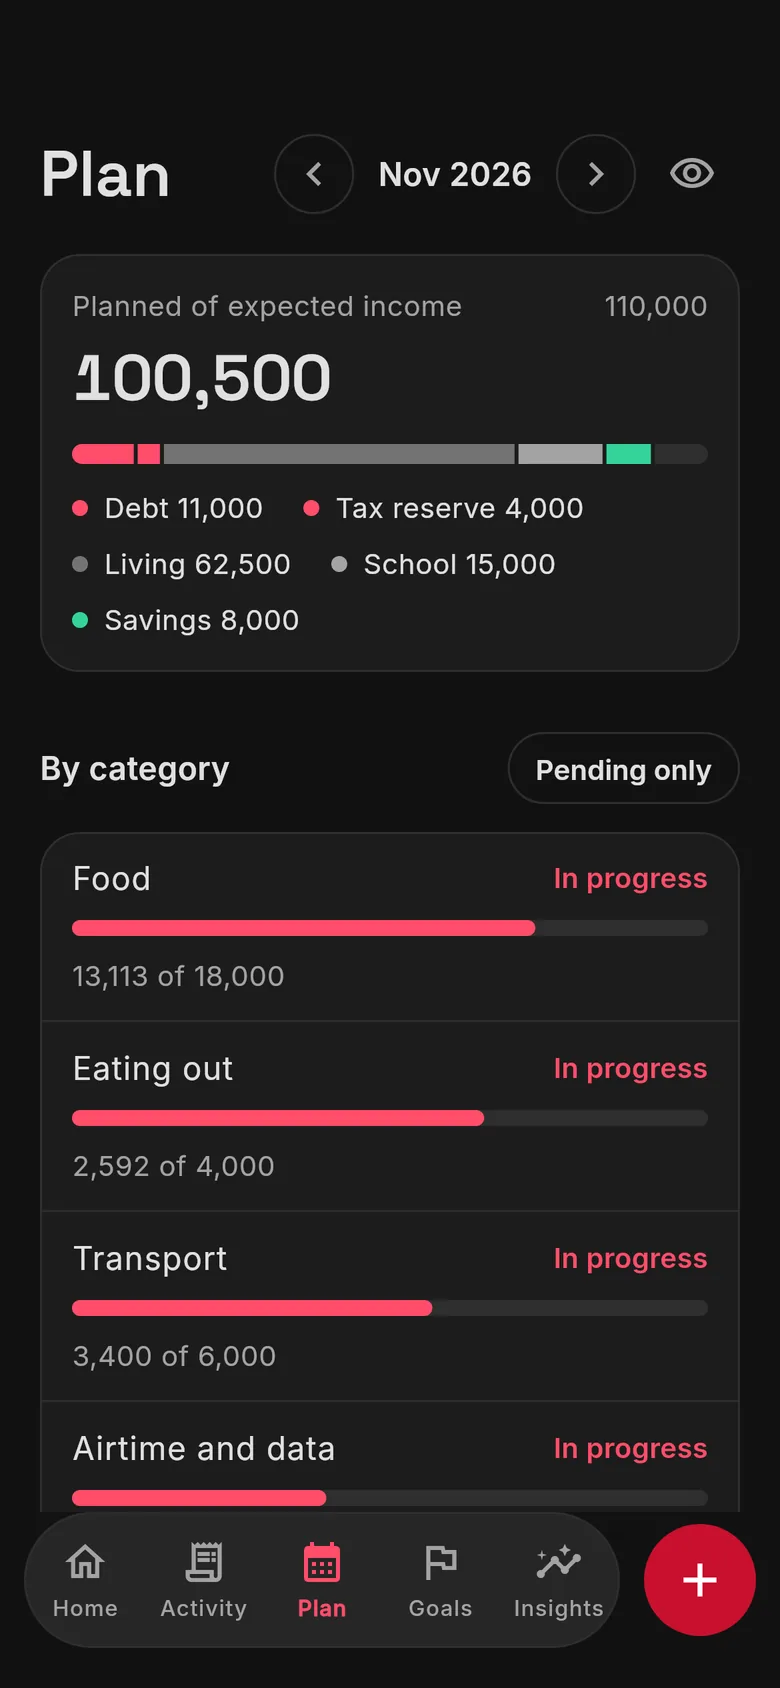 Plan
Nov 2026
Planned of expected income 110,000
100,500
Debt 11,000 Tax reserve 4,000
Living 62,500 School 15,000
Savings 8,000
By category Pending only
Food In progress
13,113 of 18,000
Eating out In progress
2,592 of 4,000
Transport In progress
3,400 of 6,000
Airtime and data In progress
Home Activity Plan Goals Insights